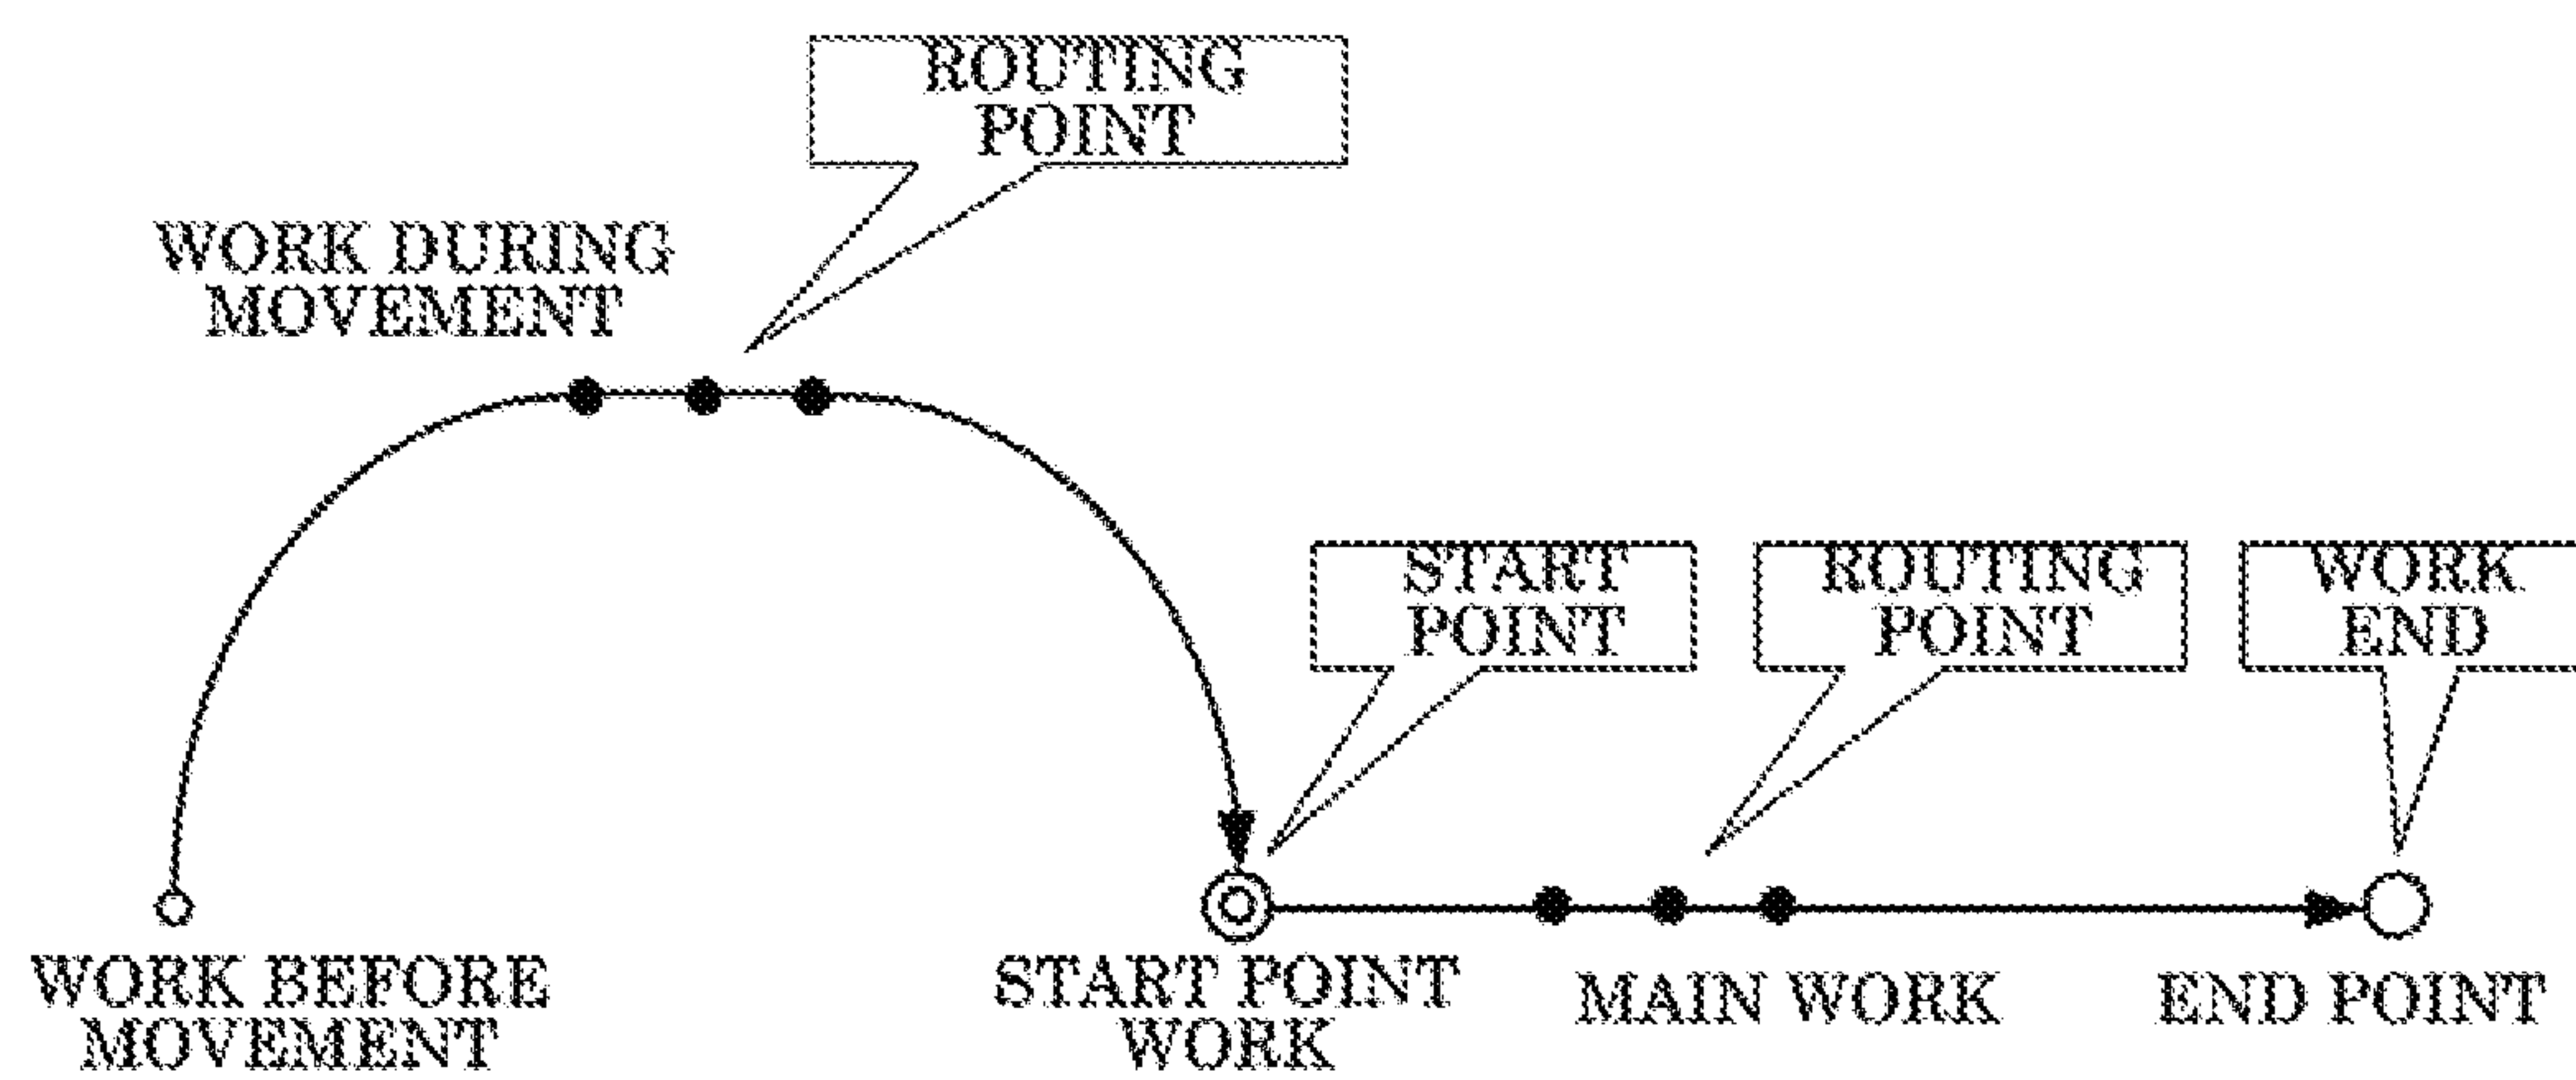 ROUTING
POINT
WORK DURING
MOVEMENT
START
POINT
ROUTING
POINT
WORK
END
WORK BEFORE
MOVEMENT
START POINT
WORK
MAIN WORK
END POINT